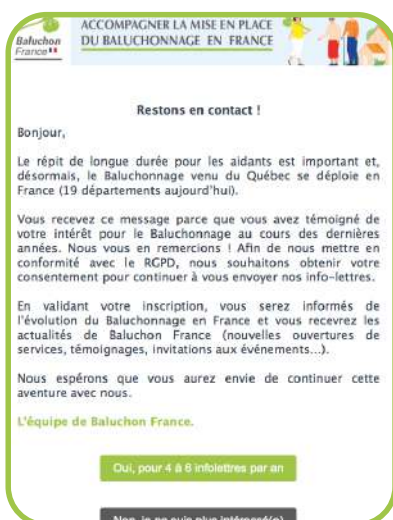 ACCOMPAGNER LA MISE EN PLACE
DU BALUCHONNAGE EN FRANCE
Baluchon
France
Restons en contact !
Bonjour,
Le répit de longue durée pour les aidants est important et,
désormais, le Baluchonnage venu du Québec se déploie en
France (19 départements aujourd'hui).
Vous recevez ce message parce que vous avez témoigné de
votre intérêt pour le Baluchonnage au cours des dernières
années. Nous vous en remercions ! Afin de nous mettre en
conformité avec le RGPD, nous souhaitons obtenir votre
consentement pour continuer à vous envoyer nos info-lettres.
En validant votre inscription, vous serez informés de
l'évolution du Baluchonnage en France et vous recevrez les
actualités de Baluchon France (nouvelles ouvertures de
services, témoignages, invitations aux événements...).
Nous espérons que vous aurez envie de continuer cette
aventure avec nous.
L'équipe de Baluchon France.
Oui, pour 4 à 6 infolettres par an
Non, je ne suis plus intéressé(e)